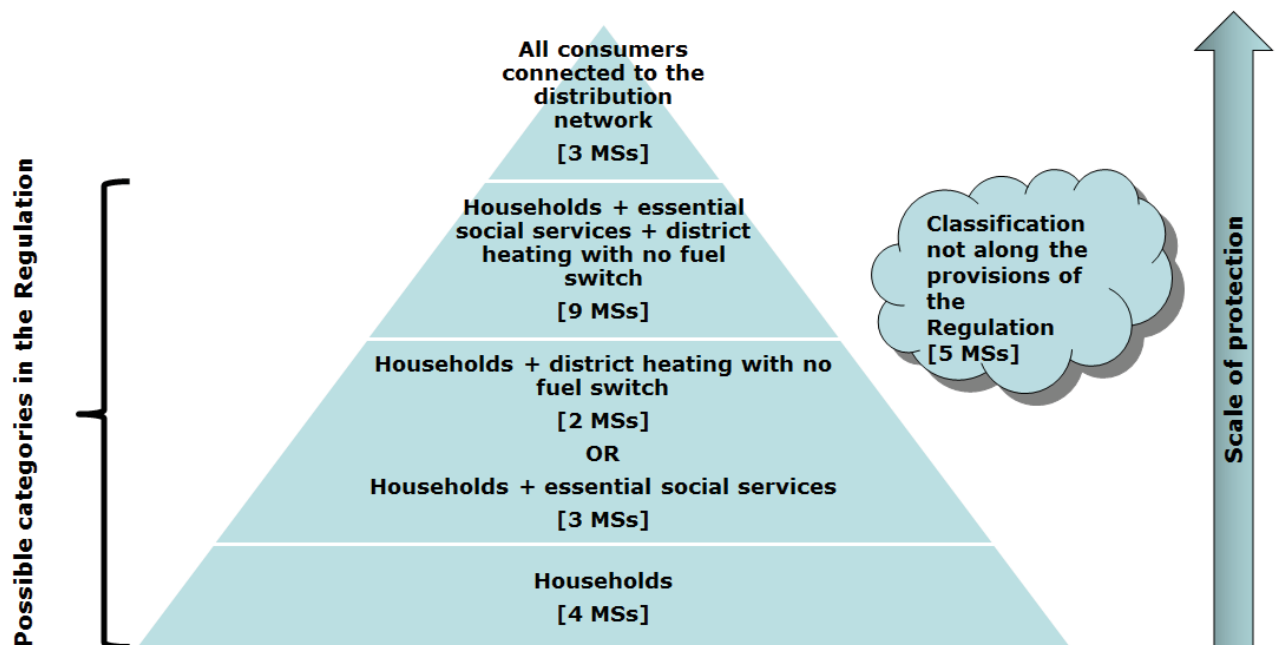 Possible categories in the Regulation
All consumers
connected to the
distribution
network
[3 MSs]
Households + essential
social services + district
heating with no fuel
switch
[9 MSs]
Households + district heating with no
fuel switch
[2 MSs]
OR
Households + essential social services
[3 MSs]
Households
[4 MSs]
Classification
not along the
provisions of
the
Regulation
[5 MSs]
Scale of protection